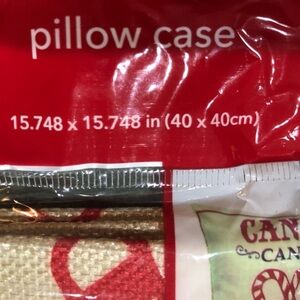 pillow case
15.748 x 15.748 in (40 x 40cm)
CAN
CAN